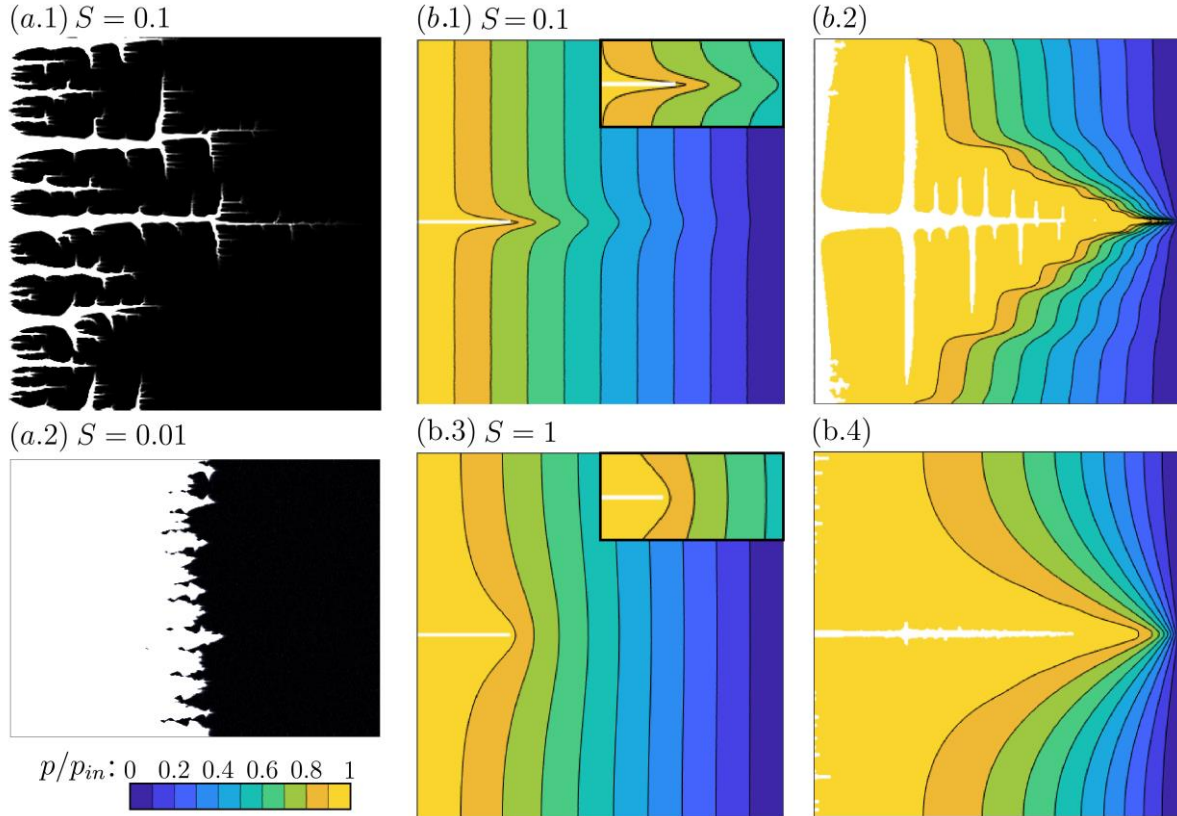 (a.1) S = 0.1
(b.1) S = 0.1
(b.2)
(a.2) S = 0.01
(b.3) S = 1
(b.4)
p/p_in: 0 0.2 0.4 0.6 0.8 1